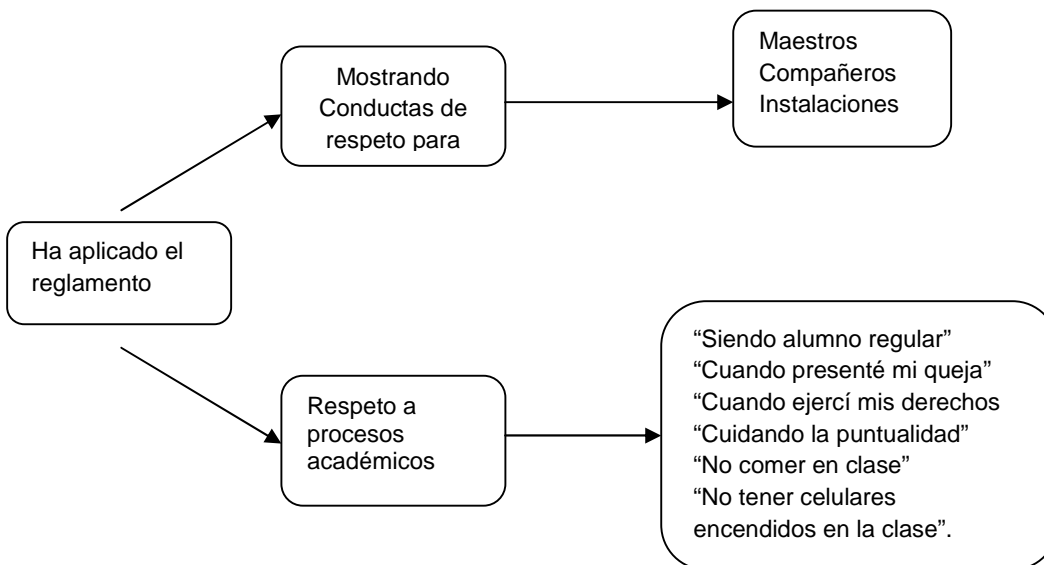 Maestros
Compañeros
Instalaciones
Mostrando
Conductas de
respeto para
Ha aplicado el
reglamento
“Siendo alumno regular”
“Cuando presenté mi queja”
“Cuando ejercí mis derechos
“Cuidando la puntualidad”
“No comer en clase”
“No tener celulares
encendidos en la clase”.
Respeto a
procesos
académicos